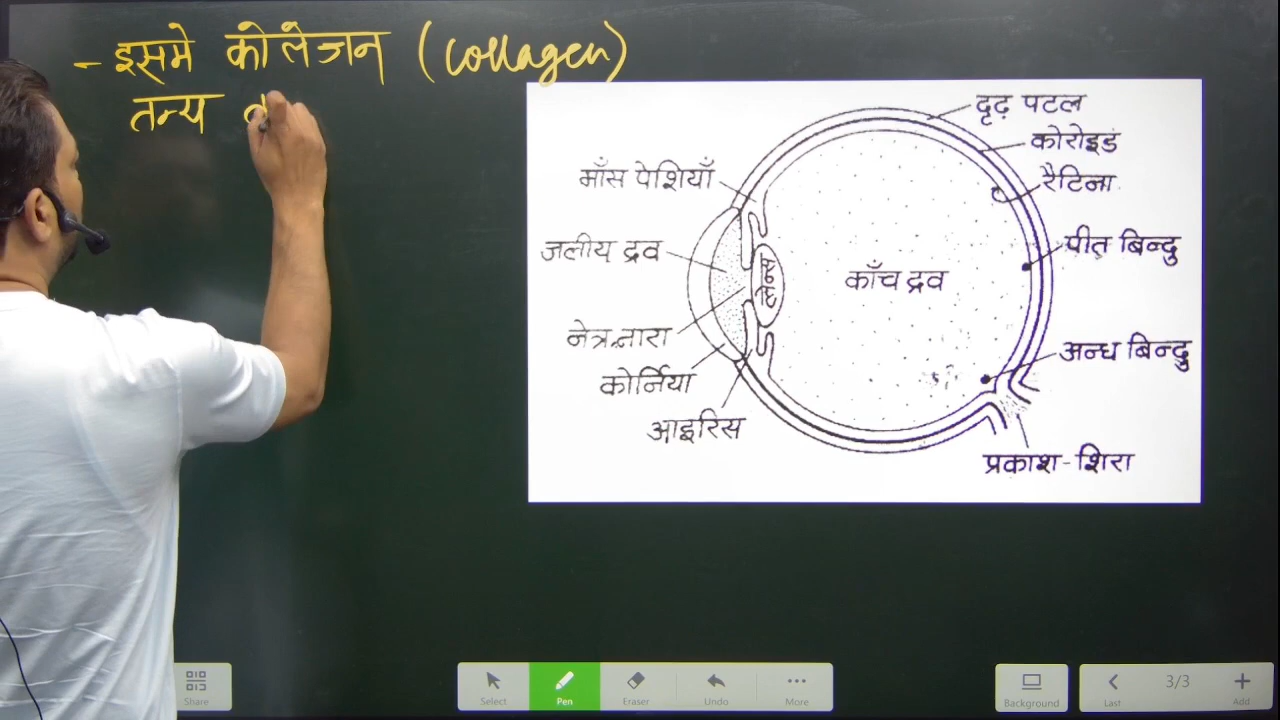 - इसमे कोलेजन (Collagen)
तन्य
दृढ़ पटल
कोरोइड
रैटिना
पीत बिन्दु
अन्ध बिन्दु
प्रकाश-शिरा
माँस पेशियाँ
जलीय द्रव
नेत्र-तारा
कोर्निया
आइरिस
लेन्स
काँच द्रव
Share
Select
Pen
Eraser
Undo
More
Background
Last
3/3
Add